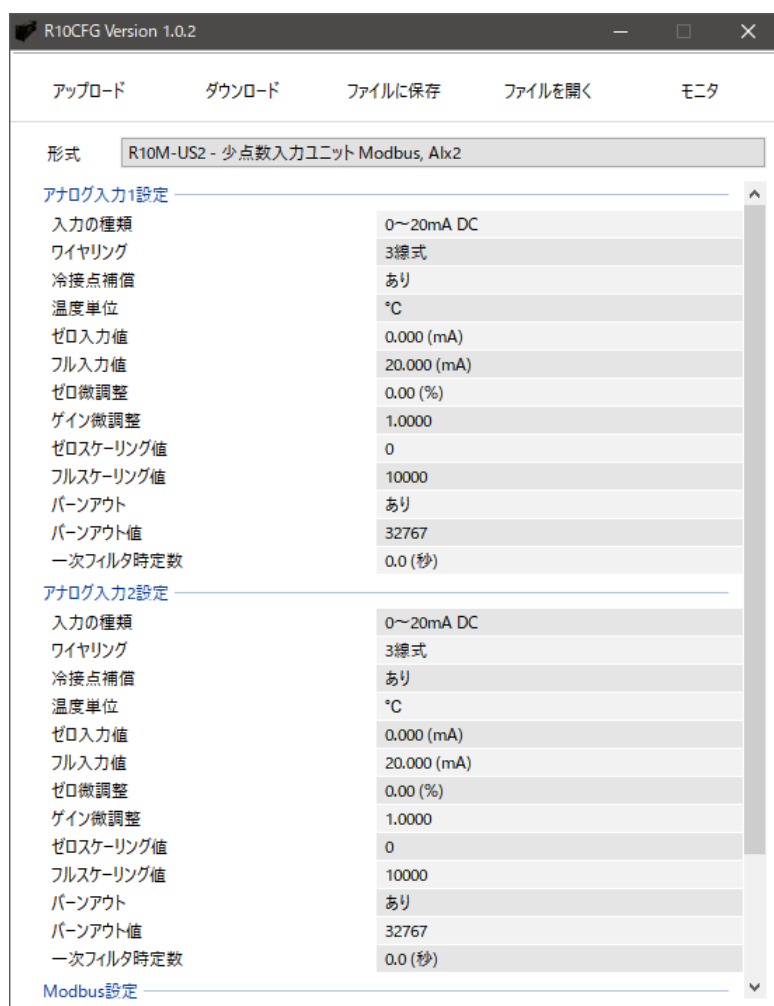 R10CFG Version 1.0.2
アップロード ダウンロード ファイルに保存 ファイルを開く モニタ
形式 R10M-US2 - 少点数入力ユニット Modbus, AIx2
アナログ入力1設定
入力の種類 0～20mA DC
ワイヤリング 3線式
冷接点補償 あり
温度単位 °C
ゼロ入力値 0.000 (mA)
フル入力値 20.000 (mA)
ゼロ微調整 0.00 (%)
ゲイン微調整 1.0000
ゼロスケーリング値 0
フルスケーリング値 10000
バーンアウト あり
バーンアウト値 32767
一次フィルタ時定数 0.0 (秒)
アナログ入力2設定
入力の種類 0～20mA DC
ワイヤリング 3線式
冷接点補償 あり
温度単位 °C
ゼロ入力値 0.000 (mA)
フル入力値 20.000 (mA)
ゼロ微調整 0.00 (%)
ゲイン微調整 1.0000
ゼロスケーリング値 0
フルスケーリング値 10000
バーンアウト あり
バーンアウト値 32767
一次フィルタ時定数 0.0 (秒)
Modbus設定